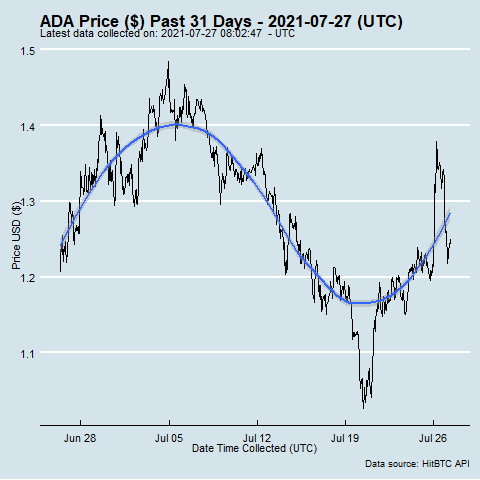 ADA Price ($) Past 31 Days - 2021-07-27 (UTC)
Latest data collected on: 2021-07-27 08:02:47 - UTC
1.5
1.4
1.3
1.2
1.1
Price USD ($)
Jun 28 Jul 05 Jul 12 Jul 19 Jul 26
Date Time Collected (UTC)
Data source: HitBTC API